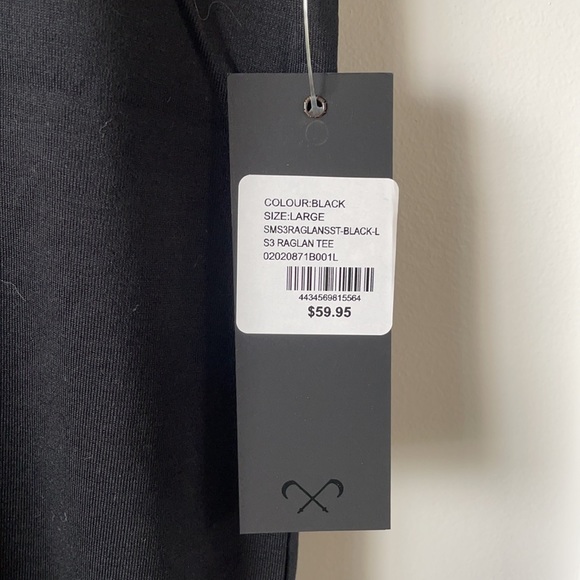 COLOUR:BLACK
SIZE:LARGE
SMS3RAGLANSST-BLACK-L
S3 RAGLAN TEE
02020871B001L
4434569815564
$59.95